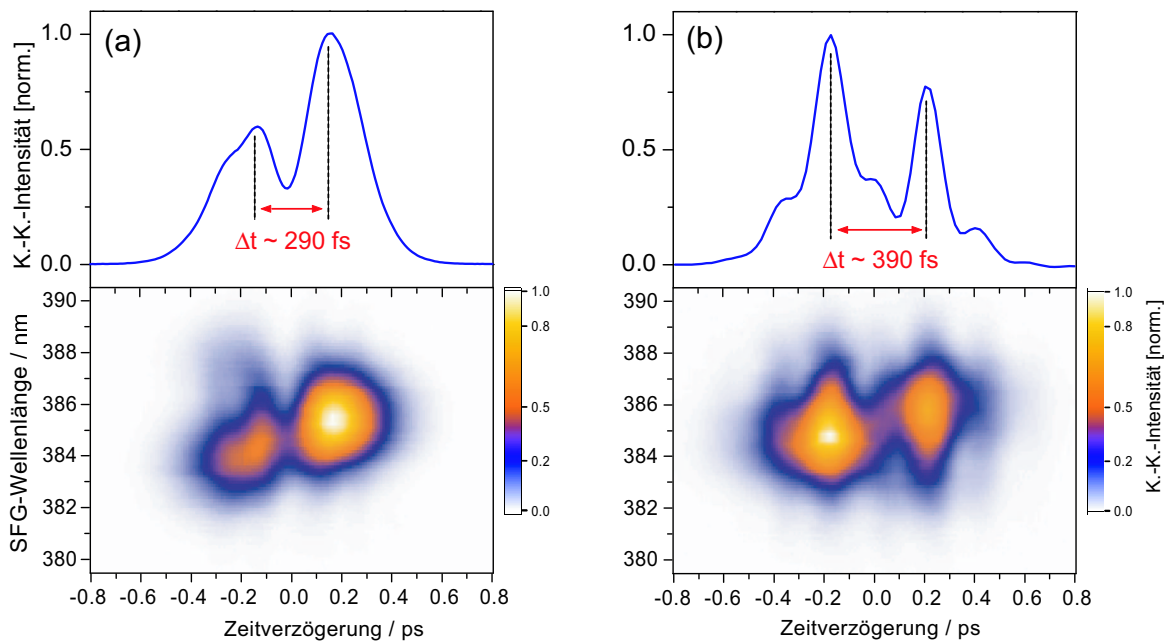 (a)
K.-K.-Intensität [norm.]
1.0
0.5
0.0
Δt ~ 290 fs
(b)
1.0
0.5
0.0
Δt ~ 390 fs
SFG-Wellenlänge / nm
390
388
386
384
382
380
1.0
0.8
0.5
0.2
0.0
-0.8 -0.6 -0.4 -0.2 0.0 0.2 0.4 0.6 0.8
Zeitverzögerung / ps
390
388
386
384
382
380
1.0
0.8
0.5
0.2
0.0
K.-K.-Intensität [norm.]
-0.8 -0.6 -0.4 -0.2 0.0 0.2 0.4 0.6 0.8
Zeitverzögerung / ps